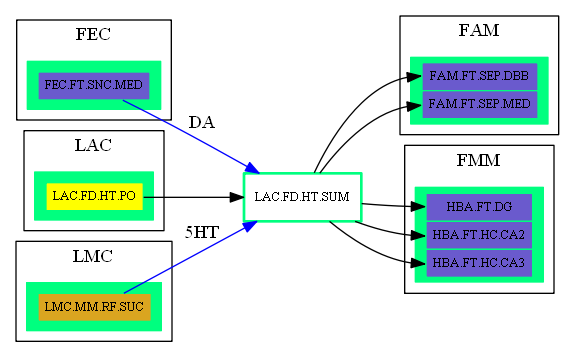 FEC
FEC.FT.SNC.MED
LAC
LAC.FD.HT.PO
LMC
LMC.MM.RF.SUC
DA
5HT
LAC.FD.HT.SUM
FAM
FAM.FT.SEP.DBB
FAM.FT.SEP.MED
FMM
HBA.FT.DG
HBA.FT.HC.CA2
HBA.FT.HC.CA3